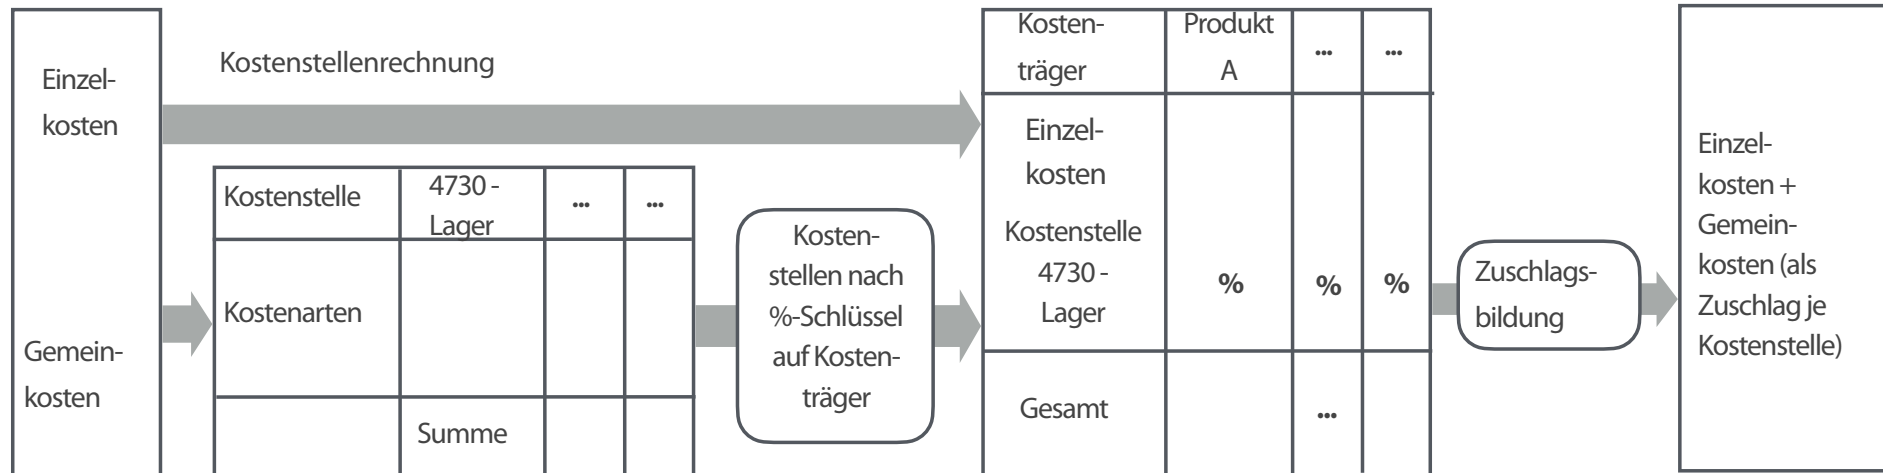 Einzel-
kosten
Gemein-
kosten
Kostenstellenrechnung
Kostenstelle
4730 -
Lager
...
...
Kostenarten
Summe
Kosten-
stellen nach
%-Schlüssel
auf Kosten-
träger
Kosten-
träger
Produkt
A
...
...
Einzel-
kosten
Kostenstelle
4730 -
Lager
%
%
%
Gesamt
...
Zuschlags-
bildung
Einzel-
kosten +
Gemein-
kosten (als
Zuschlag je
Kostenstelle)